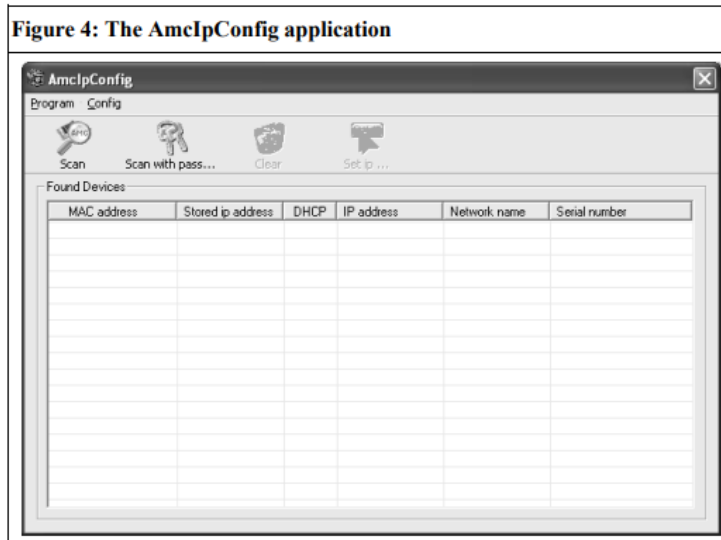 Figure 4: The AmcIpConfig application
AmcIpConfig
Program Config
AMC
Scan Scan with pass... Clear Set ip ...
Found Devices
MAC address Stored ip address DHCP IP address Network name Serial number